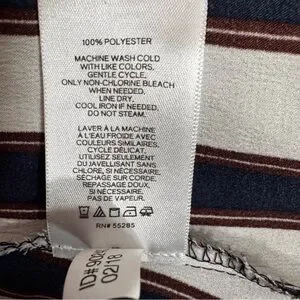 100% POLYESTER
MACHINE WASH COLD
WITH LIKE COLORS,
GENTLE CYCLE.
ONLY NON-CHLORINE BLEACH
WHEN NEEDED.
LINE DRY.
COOL IRON IF NEEDED.
DO NOT STEAM.
LAVER À LA MACHINE
À L'EAU FROIDE AVEC
COULEURS SIMILAIRES,
CYCLE DÉLICAT.
UTILISEZ SEULEMENT
DU JAVELLISANT SANS
CHLORE, SI NÉCESSAIRE.
SÉCHAGE SUR CORDE.
REPASSAGE DOUX,
SI NÉCESSAIRE.
PAS DE VAPEUR.
RN# 55285
02/18